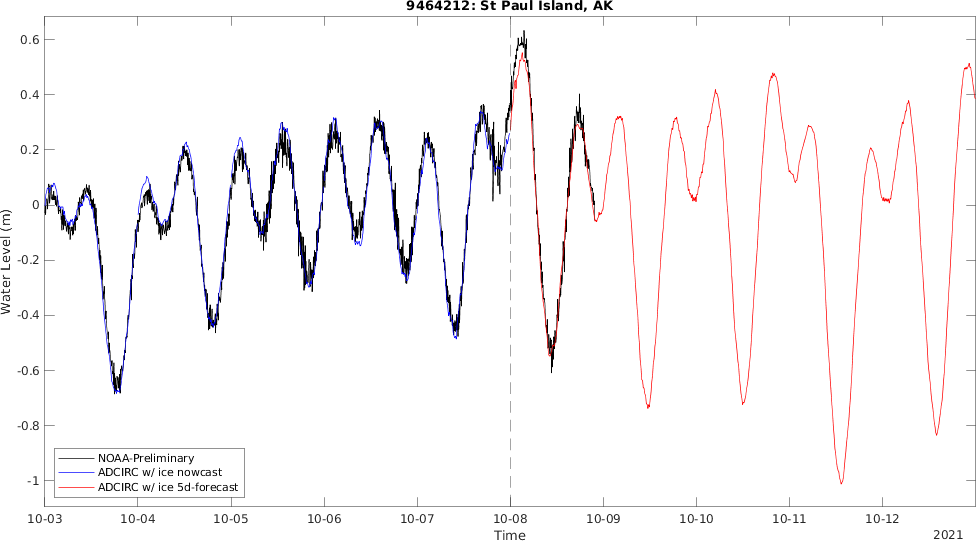 9464212: St Paul Island, AK
Water Level (m)
0.6
0.4
0.2
0
-0.2
-0.4
-0.6
-0.8
-1
NOAA-Preliminary
ADCIRC w/ ice nowcast
ADCIRC w/ ice 5d-forecast
10-03 10-04 10-05 10-06 10-07 10-08 10-09 10-10 10-11 10-12
Time
2021